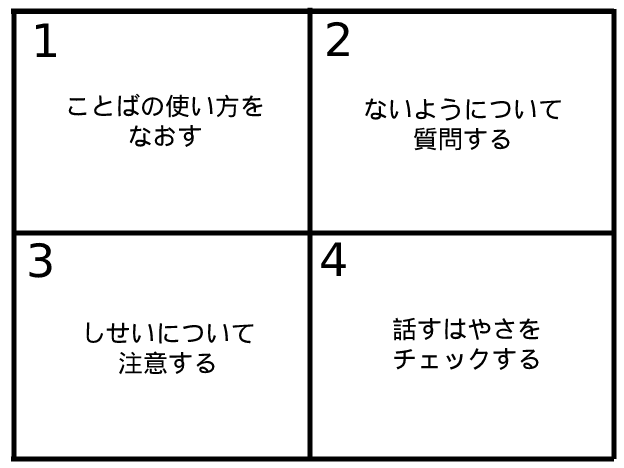 1
ことばの使い方を
なおす
2
ないようについて
質問する
3
しせいについて
注意する
4
話すはやさを
チェックする